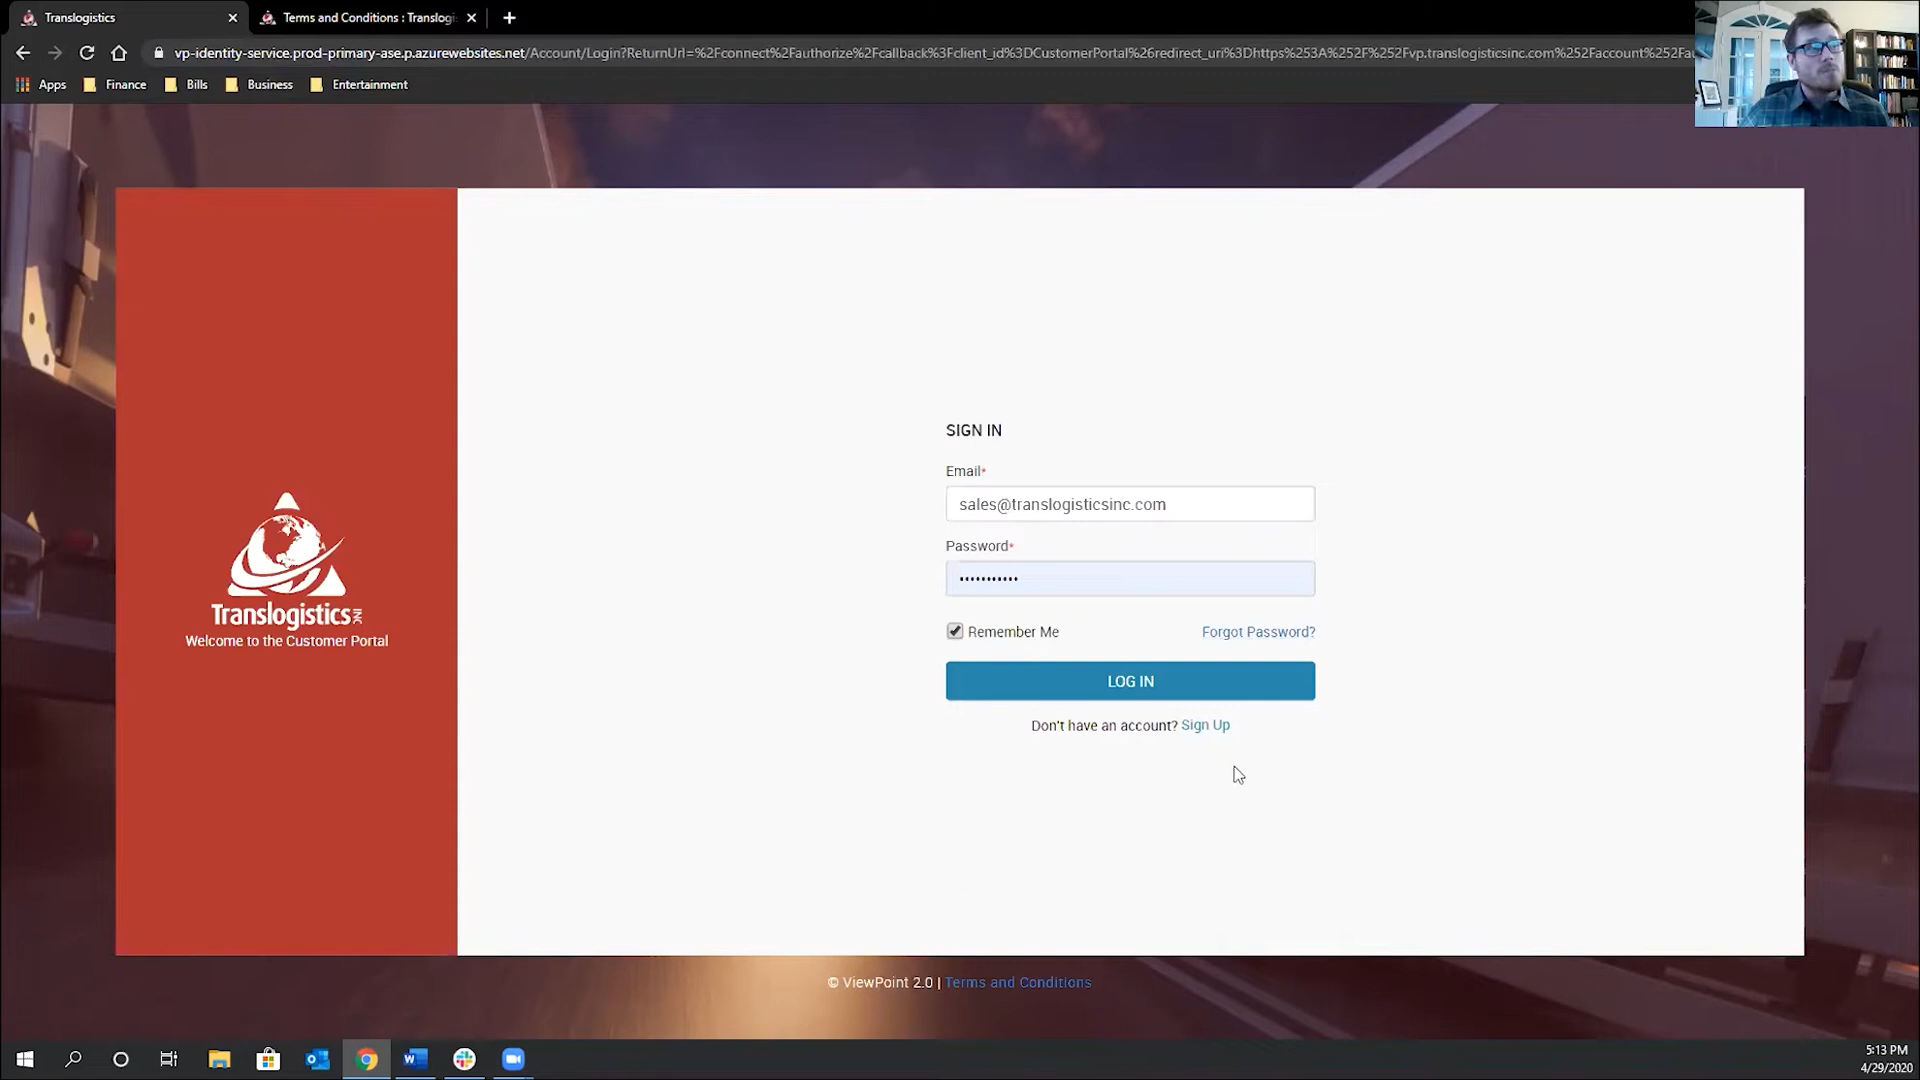 Translogistics
Terms and Conditions : Translogi
vp-identity-service.prod-primary-ase.p.azurewebsites.net/Account/Login?ReturnUrl=%2Fconnect%2Fauthorize%2Fcallback%3Fclient_id%3DCustomerPortal%26redirect_uri%3Dhttps%253A%252F%252Fvp.translogisticsinc.com%252Faccount%252Fau
Apps
Finance
Bills
Business
Entertainment
Translogistics INC
Welcome to the Customer Portal
SIGN IN
Email*
sales@translogisticsinc.com
Password*
•••••••••••
Remember Me
Forgot Password?
LOG IN
Don't have an account? Sign Up
© ViewPoint 2.0 | Terms and Conditions
5:13 PM
4/29/2020